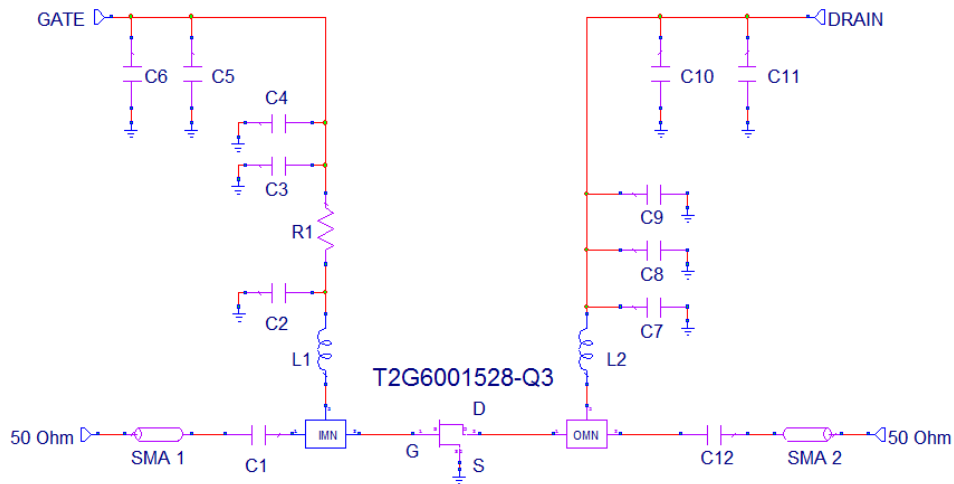 GATE
DRAIN
C6
C5
C10
C11
C4
C3
C9
R1
C8
C2
C7
L1
L2
T2G6001528-Q3
D
50 Ohm
IMN
OMN
50 Ohm
SMA 1
C1
G
S
C12
SMA 2